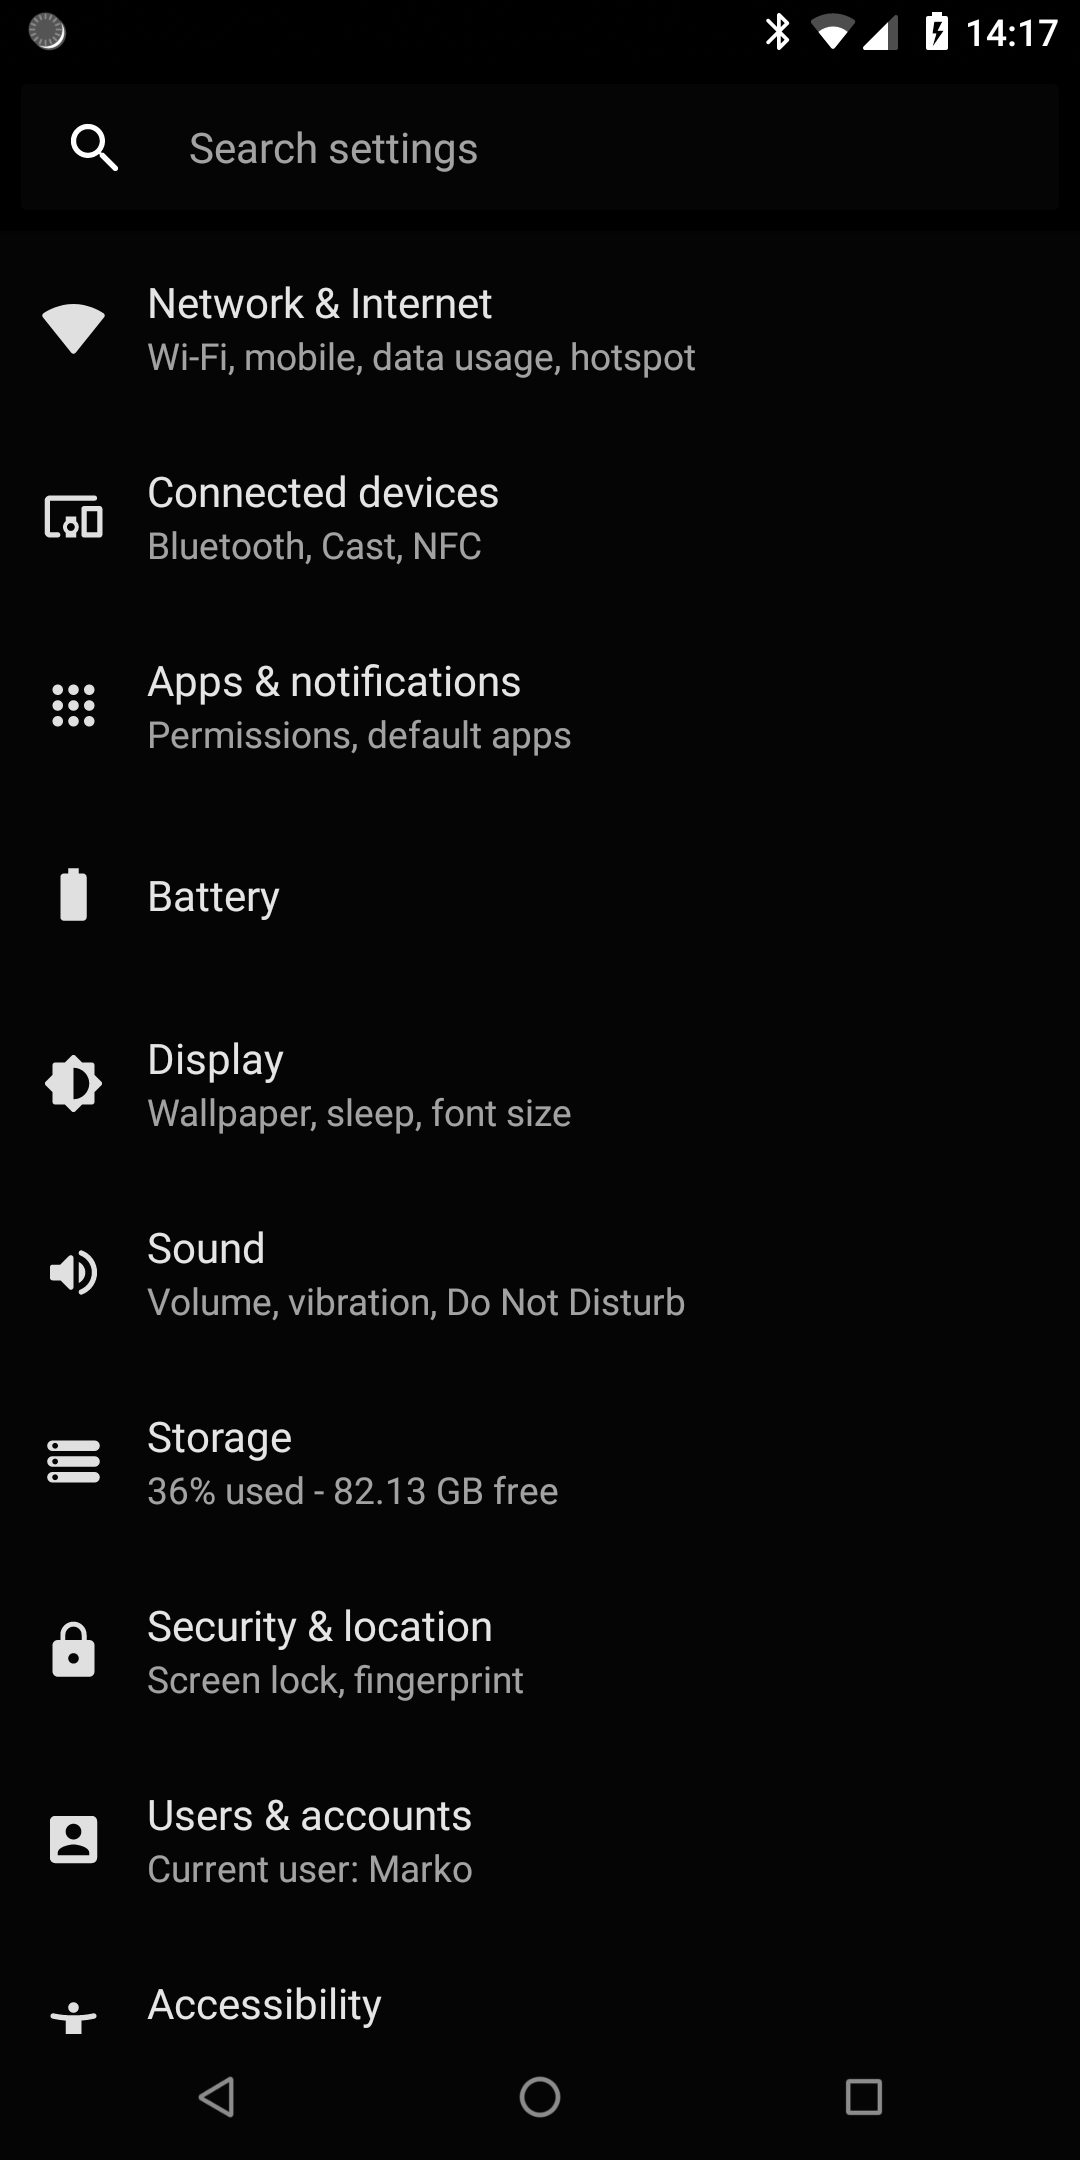 14:17
Search settings
Network & Internet
Wi-Fi, mobile, data usage, hotspot
Connected devices
Bluetooth, Cast, NFC
Apps & notifications
Permissions, default apps
Battery
Display
Wallpaper, sleep, font size
Sound
Volume, vibration, Do Not Disturb
Storage
36% used - 82.13 GB free
Security & location
Screen lock, fingerprint
Users & accounts
Current user: Marko
Accessibility